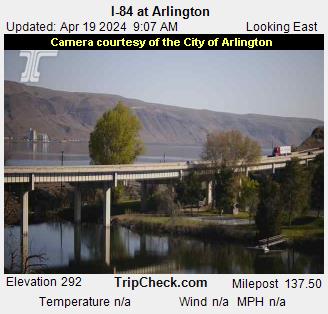 I-84 at Arlington
Updated: Apr 19 2024 9:07 AM Looking East
Camera courtesy of the City of Arlington
Elevation 292 TripCheck.com Milepost 137.50
Temperature n/a Wind n/a MPH n/a